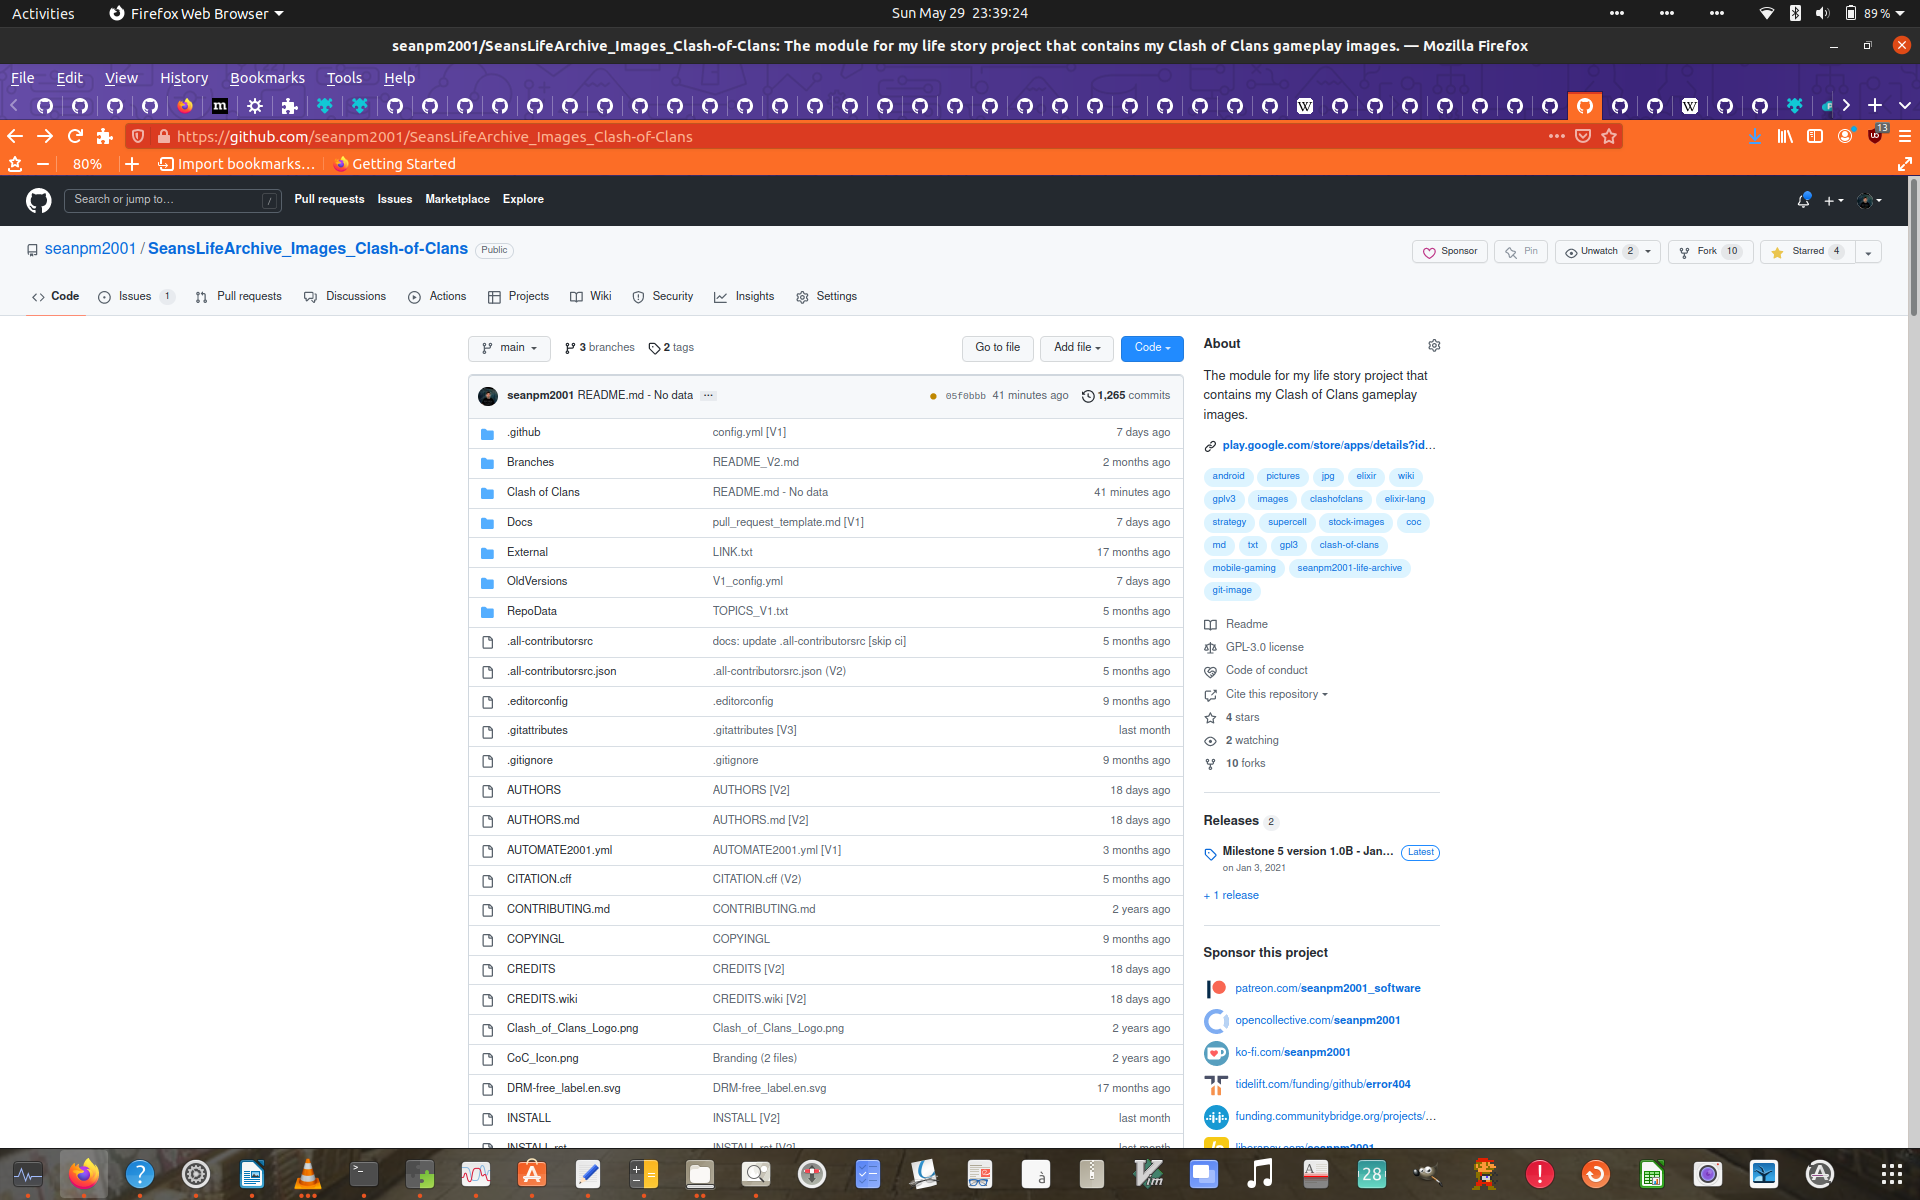 Activities
Firefox Web Browser
Sun May 29 23:39:24
89 %
seanpm2001/SeansLifeArchive_Images_Clash-of-Clans: The module for my life story project that contains my Clash of Clans gameplay images. — Mozilla Firefox
File Edit View History Bookmarks Tools Help
https://github.com/seanpm2001/SeansLifeArchive_Images_Clash-of-Clans
13
80%
Import bookmarks...
Getting Started
Search or jump to...
/
Pull requests
Issues
Marketplace
Explore
seanpm2001 / SeansLifeArchive_Images_Clash-of-Clans
Public
Sponsor
Pin
Unwatch 2
Fork 10
Starred 4
Code
Issues 1
Pull requests
Discussions
Actions
Projects
Wiki
Security
Insights
Settings
main
3 branches
2 tags
Go to file
Add file
Code
seanpm2001 README.md - No data
05f0bbb 41 minutes ago
1,265 commits
.github config.yml [V1] 7 days ago
Branches README_V2.md 2 months ago
Clash of Clans README.md - No data 41 minutes ago
Docs pull_request_template.md [V1] 7 days ago
External LINK.txt 17 months ago
OldVersions V1_config.yml 7 days ago
RepoData TOPICS_V1.txt 5 months ago
.all-contributorsrc docs: update .all-contributorsrc [skip ci] 5 months ago
.all-contributorsrc.json .all-contributorsrc.json (V2) 5 months ago
.editorconfig .editorconfig 9 months ago
.gitattributes .gitattributes [V3] last month
.gitignore .gitignore 9 months ago
AUTHORS AUTHORS [V2] 18 days ago
AUTHORS.md AUTHORS.md [V2] 18 days ago
AUTOMATE2001.yml AUTOMATE2001.yml [V1] 3 months ago
CITATION.cff CITATION.cff (V2) 5 months ago
CONTRIBUTING.md CONTRIBUTING.md 2 years ago
COPYINGL COPYINGL 9 months ago
CREDITS CREDITS [V2] 18 days ago
CREDITS.wiki CREDITS.wiki [V2] 18 days ago
Clash_of_Clans_Logo.png Clash_of_Clans_Logo.png 2 years ago
CoC_Icon.png Branding (2 files) 2 years ago
DRM-free_label.en.svg DRM-free_label.en.svg 17 months ago
INSTALL INSTALL [V2] last month
About
The module for my life story project that
contains my Clash of Clans gameplay
images.
play.google.com/store/apps/details?id...
android pictures jpg elixir wiki
gplv3 images clashofclans elixir-lang
strategy supercell stock-images coc
md txt gpl3 clash-of-clans
mobile-gaming seanpm2001-life-archive
git-image
Readme
GPL-3.0 license
Code of conduct
Cite this repository
4 stars
2 watching
10 forks
Releases 2
Milestone 5 version 1.0B - Jan...
Latest
on Jan 3, 2021
+ 1 release
Sponsor this project
patreon.com/seanpm2001_software
opencollective.com/seanpm2001
ko-fi.com/seanpm2001
tidelift.com/funding/github/error404
funding.communitybridge.org/projects/...
28